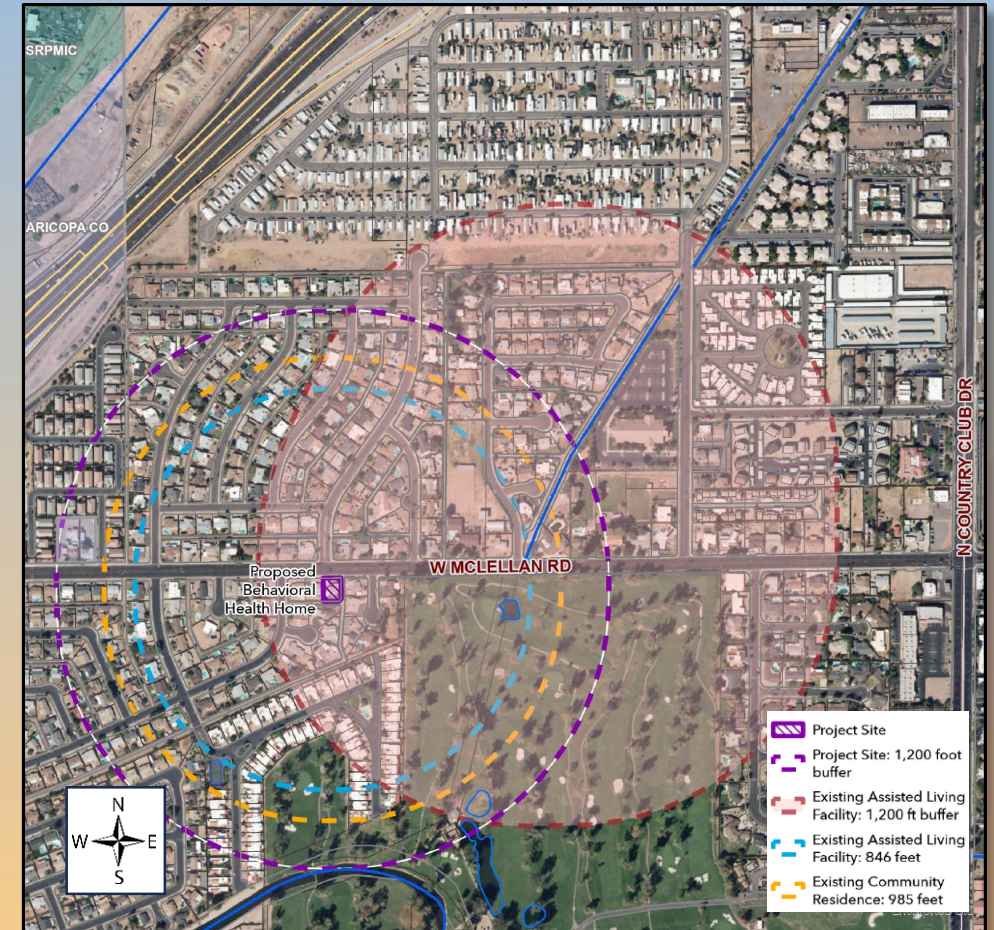 SRPMIC
ARICOPA CO
N COUNTRY CLUB DR
W MCLELLAN RD
Proposed
Behavioral
Health Home
N
W E
S
Project Site
Project Site: 1,200 foot
buffer
Existing Assisted Living
Facility: 1,200 ft buffer
Existing Assisted Living
Facility: 846 feet
Existing Community
Residence: 985 feet